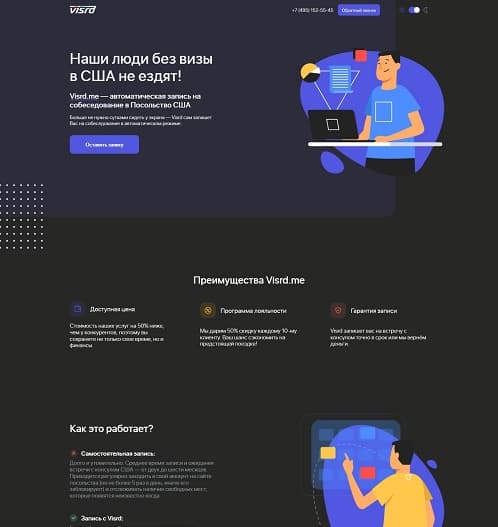 Visrd
+7 (495) 152-55-45
Обратный звонок
Наши люди без визы
в США не ездят!
Visrd.me — автоматическая запись на
собеседование в Посольство США
Больше не нужно сутками сидеть у экрана — Visrd сам запишет
Вас на собеседование в автоматическом режиме
Оставить заявку
Преимущества Visrd.me
Доступная цена
Стоимость наших услуг на 50% ниже,
чем у конкурентов, поэтому вы
сохраните не только свое время, но и
финансы
Программа лояльности
Мы дарим 50% скидку каждому 10-му
клиенту. Ваш шанс сэкономить на
предстоящей поездке!
Гарантия записи
Visrd запишет вас на встречу с
консулом точно в срок или мы вернём
деньги.
Как это работает?
Самостоятельная запись:
Долго и утомительно. Среднее время записи и ожидание
встречи с консулом США — от двух до шести месяцев.
Приходится регулярно заходить в свой аккаунт на сайте
посольства (но не более 5 раз в день, иначе его
заблокируют) и отслеживать наличие свободных мест,
которые появятся неизвестно когда
Запись с Visrd: